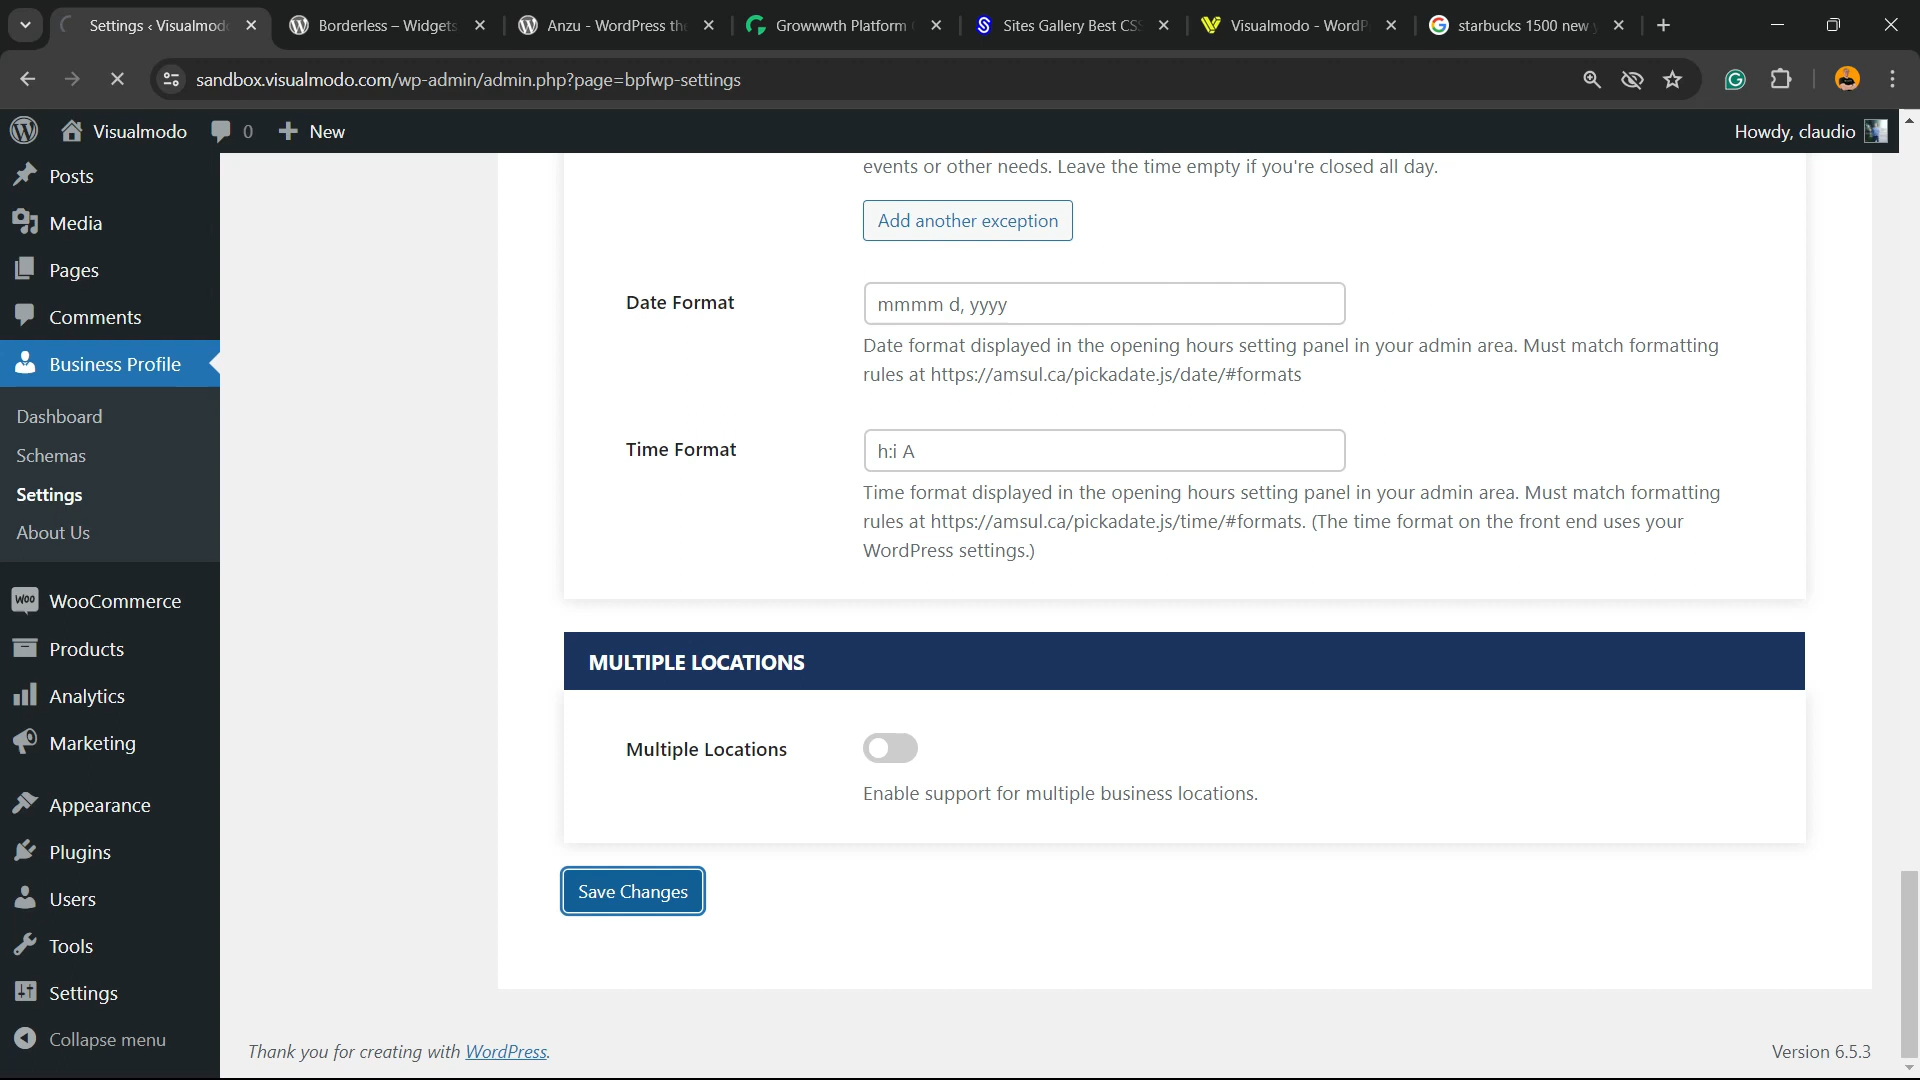 Settings ‹ Visualmod
Borderless – Widgets
Anzu - WordPress th
Growwwth Platform
Sites Gallery Best CS
Visualmodo - WordP
starbucks 1500 new
sandbox.visualmodo.com/wp-admin/admin.php?page=bpfwp-settings
Visualmodo
0
New
Howdy, claudio
Posts
Media
Pages
Comments
Business Profile
Dashboard
Schemas
Settings
About Us
WooCommerce
Products
Analytics
Marketing
Appearance
Plugins
Users
Tools
Settings
Collapse menu
events or other needs. Leave the time empty if you're closed all day.
Add another exception
Date Format
mmmm d, yyyy
Date format displayed in the opening hours setting panel in your admin area. Must match formatting
rules at https://amsul.ca/pickadate.js/date/#formats
Time Format
h:i A
Time format displayed in the opening hours setting panel in your admin area. Must match formatting
rules at https://amsul.ca/pickadate.js/time/#formats. (The time format on the front end uses your
WordPress settings.)
MULTIPLE LOCATIONS
Multiple Locations
Enable support for multiple business locations.
Save Changes
Thank you for creating with WordPress.
Version 6.5.3